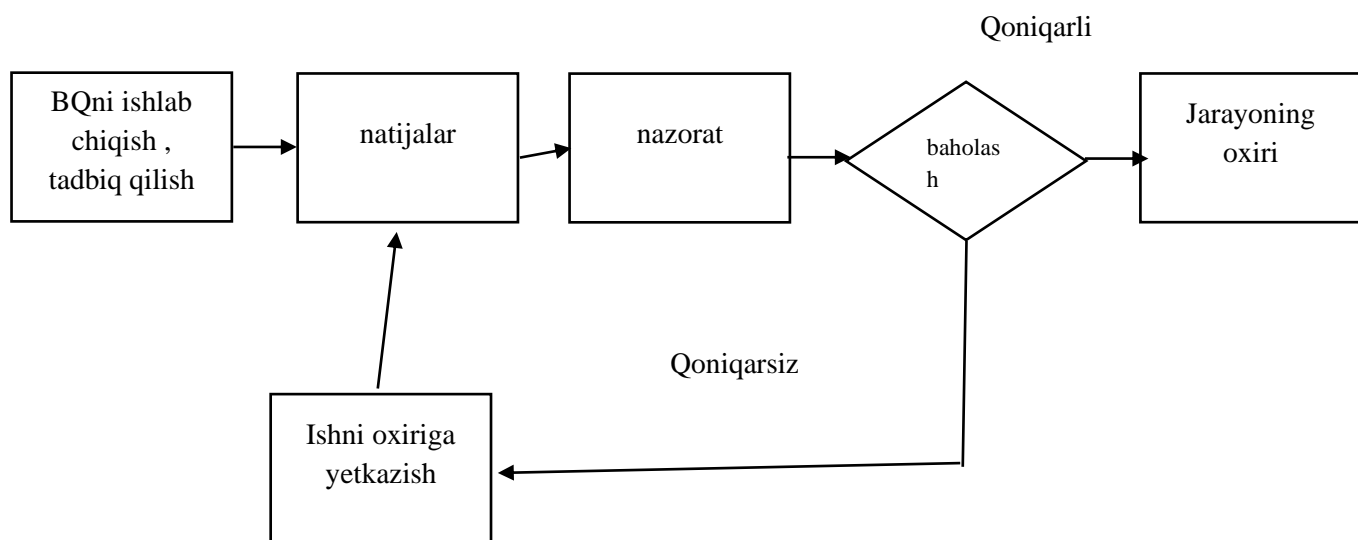 Qoniqarli
BQni ishlab
chiqish ,
tadbiq qilish
natijalar
nazorat
baholas
h
Jarayoning
oxiri
Qoniqarsiz
Ishni oxiriga
yetkazish